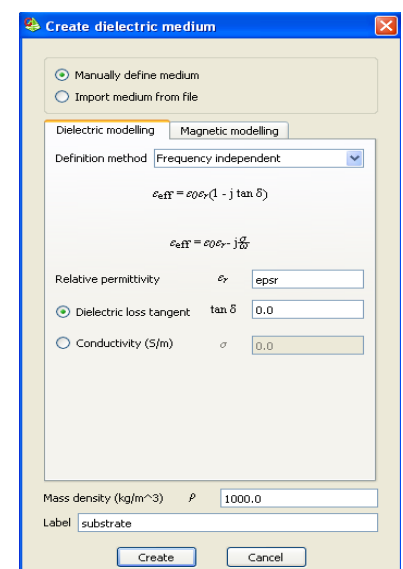 Create dielectric medium
Manually define medium
Import medium from file
Dielectric modelling Magnetic modelling
Definition method Frequency independent
εeff = ε0εr(1 - j tan δ)
εeff = ε0εr- j σ/ω
Relative permittivity εr epsr
Dielectric loss tangent tan δ 0.0
Conductivity (S/m) σ 0.0
Mass density (kg/m^3) ρ 1000.0
Label substrate
Create Cancel